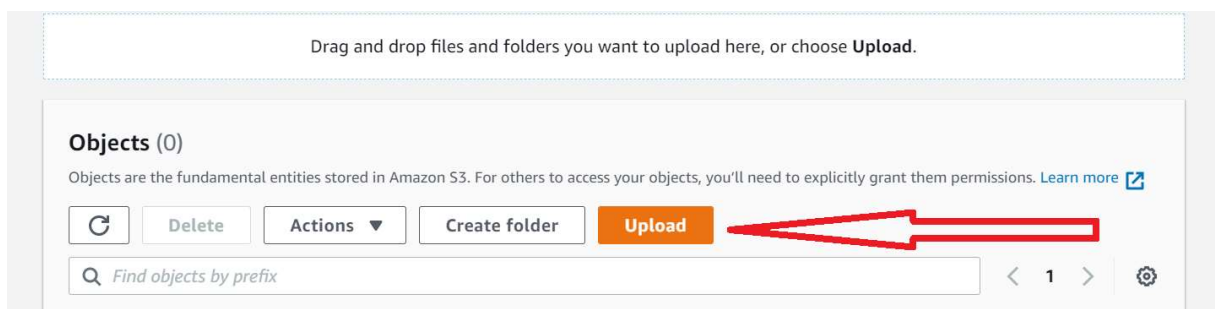 Drag and drop files and folders you want to upload here, or choose Upload.
Objects (0)
Objects are the fundamental entities stored in Amazon S3. For others to access your objects, you'll need to explicitly grant them permissions. Learn more
Delete Actions Create folder Upload
Find objects by prefix 1